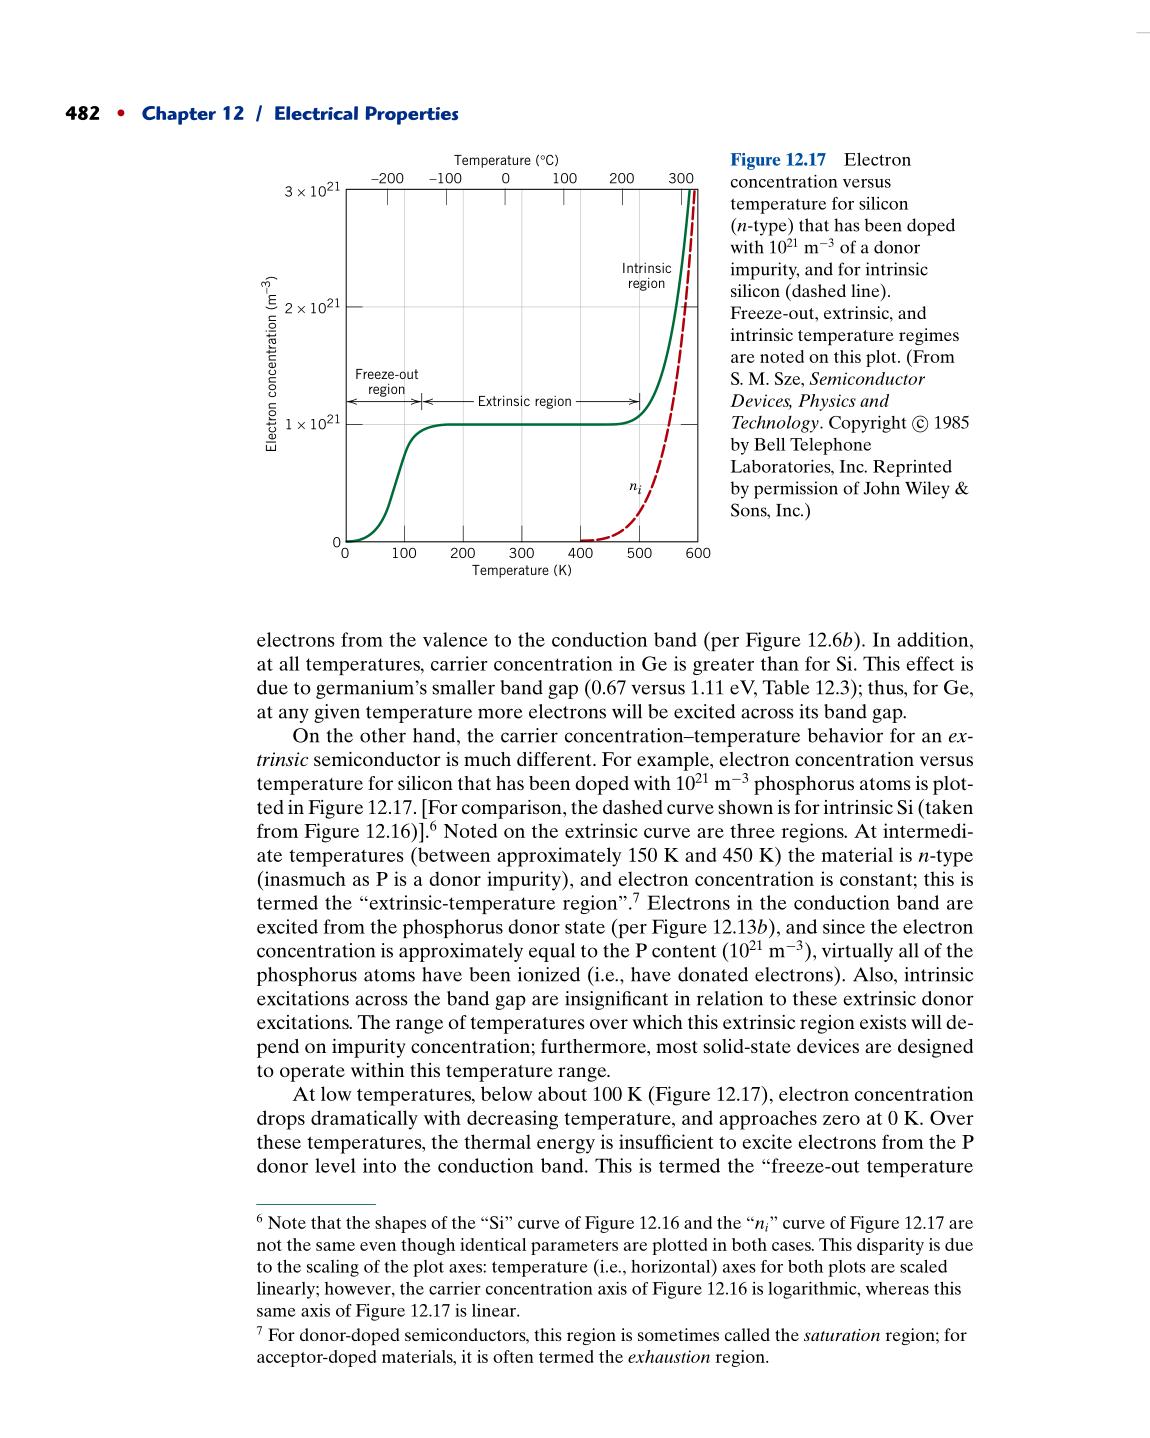 482 • Chapter 12 / Electrical Properties
Temperature (°C)
−200 −100 0 100 200 300
3 × 10²¹
2 × 10²¹
1 × 10²¹
0
Electron concentration (m⁻³)
Intrinsic
region
Freeze-out
region
Extrinsic region
nᵢ
0 100 200 300 400 500 600
Temperature (K)
Figure 12.17 Electron
concentration versus
temperature for silicon
(n-type) that has been doped
with 10²¹ m⁻³ of a donor
impurity, and for intrinsic
silicon (dashed line).
Freeze-out, extrinsic, and
intrinsic temperature regimes
are noted on this plot. (From
S. M. Sze, Semiconductor
Devices, Physics and
Technology. Copyright © 1985
by Bell Telephone
Laboratories, Inc. Reprinted
by permission of John Wiley &
Sons, Inc.)
electrons from the valence to the conduction band (per Figure 12.6b). In addition,
at all temperatures, carrier concentration in Ge is greater than for Si. This effect is
due to germanium’s smaller band gap (0.67 versus 1.11 eV, Table 12.3); thus, for Ge,
at any given temperature more electrons will be excited across its band gap.
On the other hand, the carrier concentration–temperature behavior for an ex-
trinsic semiconductor is much different. For example, electron concentration versus
temperature for silicon that has been doped with 10²¹ m⁻³ phosphorus atoms is plot-
ted in Figure 12.17. [For comparison, the dashed curve shown is for intrinsic Si (taken
from Figure 12.16)].⁶ Noted on the extrinsic curve are three regions. At intermedi-
ate temperatures (between approximately 150 K and 450 K) the material is n-type
(inasmuch as P is a donor impurity), and electron concentration is constant; this is
termed the “extrinsic-temperature region”.⁷ Electrons in the conduction band are
excited from the phosphorus donor state (per Figure 12.13b), and since the electron
concentration is approximately equal to the P content (10²¹ m⁻³), virtually all of the
phosphorus atoms have been ionized (i.e., have donated electrons). Also, intrinsic
excitations across the band gap are insignificant in relation to these extrinsic donor
excitations. The range of temperatures over which this extrinsic region exists will de-
pend on impurity concentration; furthermore, most solid-state devices are designed
to operate within this temperature range.
At low temperatures, below about 100 K (Figure 12.17), electron concentration
drops dramatically with decreasing temperature, and approaches zero at 0 K. Over
these temperatures, the thermal energy is insufficient to excite electrons from the P
donor level into the conduction band. This is termed the “freeze-out temperature
⁶ Note that the shapes of the “Si” curve of Figure 12.16 and the “nᵢ” curve of Figure 12.17 are
not the same even though identical parameters are plotted in both cases. This disparity is due
to the scaling of the plot axes: temperature (i.e., horizontal) axes for both plots are scaled
linearly; however, the carrier concentration axis of Figure 12.16 is logarithmic, whereas this
same axis of Figure 12.17 is linear.
⁷ For donor-doped semiconductors, this region is sometimes called the saturation region; for
acceptor-doped materials, it is often termed the exhaustion region.